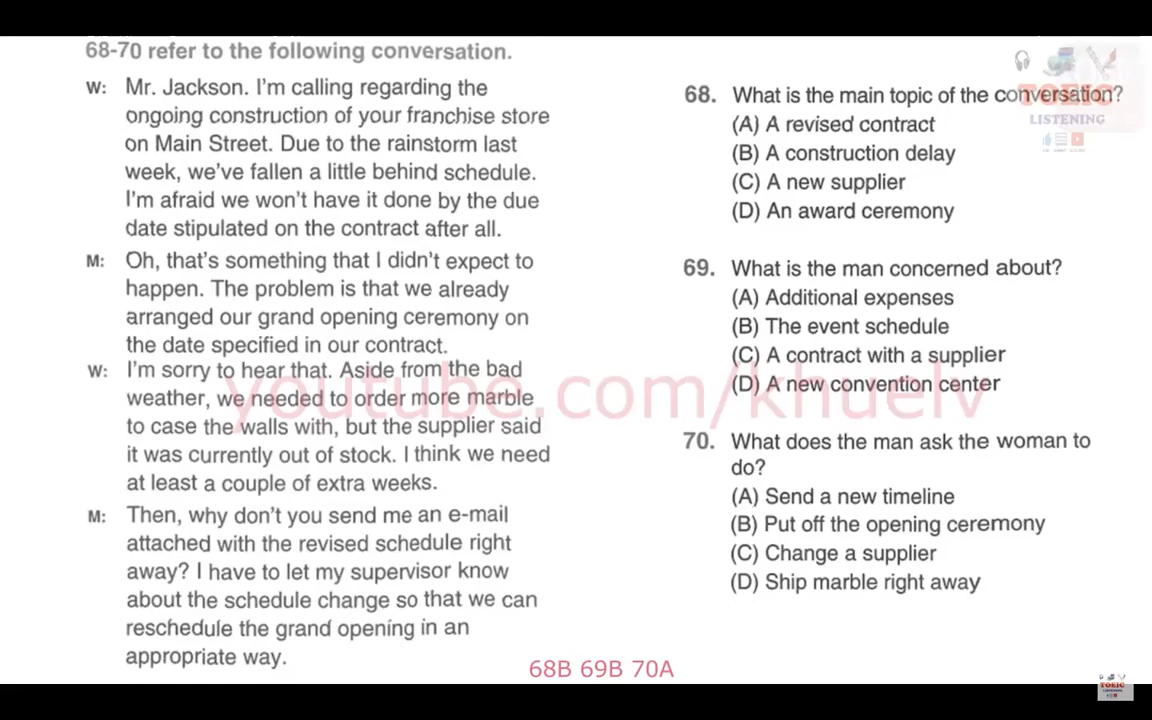 68-70 refer to the following conversation.
W: Mr. Jackson. I'm calling regarding the
ongoing construction of your franchise store
on Main Street. Due to the rainstorm last
week, we've fallen a little behind schedule.
I'm afraid we won't have it done by the due
date stipulated on the contract after all.
M: Oh, that's something that I didn't expect to
happen. The problem is that we already
arranged our grand opening ceremony on
the date specified in our contract.
W: I'm sorry to hear that. Aside from the bad
weather, we needed to order more marble
to case the walls with, but the supplier said
it was currently out of stock. I think we need
at least a couple of extra weeks.
M: Then, why don't you send me an e-mail
attached with the revised schedule right
away? I have to let my supervisor know
about the schedule change so that we can
reschedule the grand opening in an
appropriate way.
68. What is the main topic of the conversation?
(A) A revised contract
(B) A construction delay
(C) A new supplier
(D) An award ceremony
69. What is the man concerned about?
(A) Additional expenses
(B) The event schedule
(C) A contract with a supplier
(D) A new convention center
70. What does the man ask the woman to
do?
(A) Send a new timeline
(B) Put off the opening ceremony
(C) Change a supplier
(D) Ship marble right away
68B 69B 70A
youtube.com/khuelv
TOEIC
LISTENING
TOEIC
LISTENING